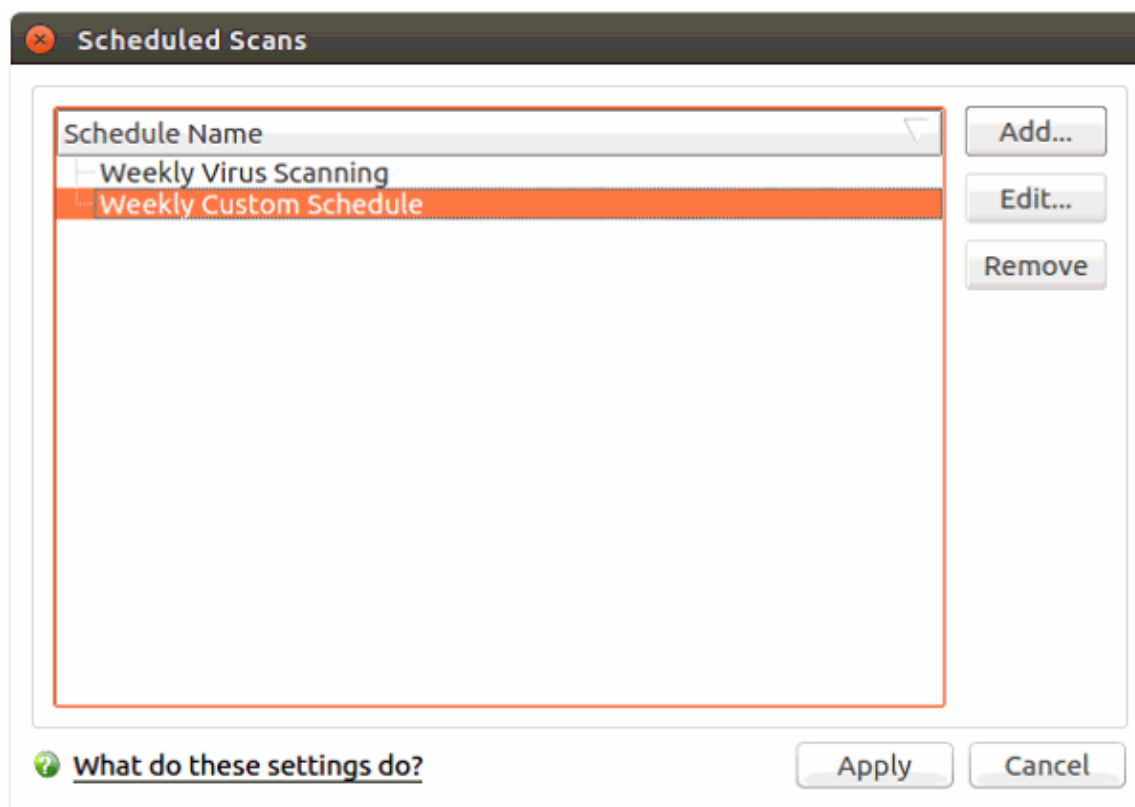 Scheduled Scans
Schedule Name
Weekly Virus Scanning
Weekly Custom Schedule
Add...
Edit...
Remove
What do these settings do?
Apply
Cancel